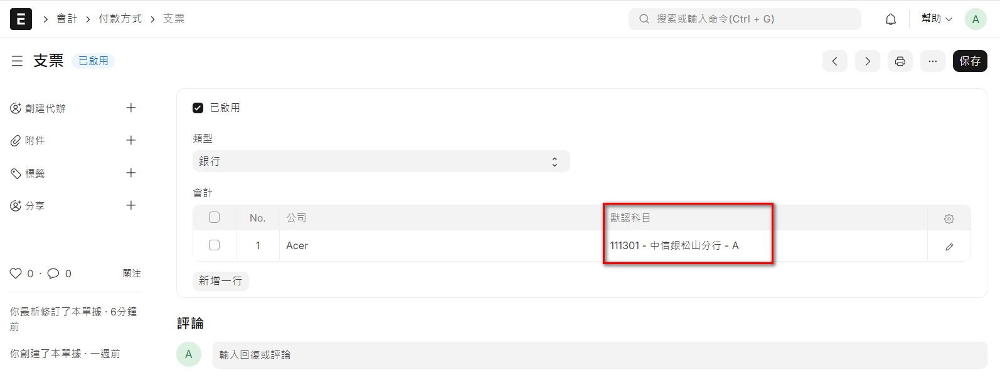 E
會計
付款方式
支票
搜索或輸入命令(Ctrl + G)
幫助
A
支票
已啟用
保存
創建代辦
附件
標籤
分享
已啟用
類型
銀行
會計
No.
公司
默認科目
1
Acer
111301 - 中信銀松山分行 - A
新增一行
0 · 0
關注
你最新修訂了本單據 · 6分鐘
前
你創建了本單據 · 一週前
評論
A
輸入回復或評論